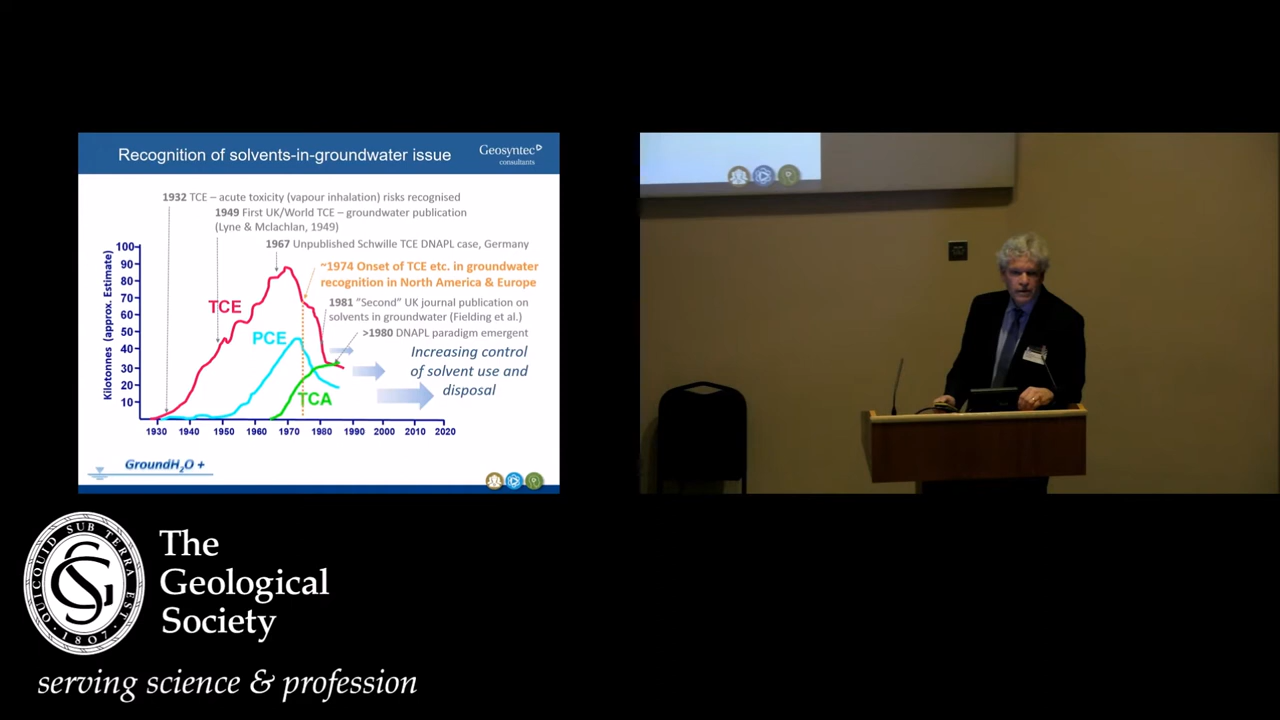 Recognition of solvents-in-groundwater issue
Geosyntec
consultants
1932 TCE – acute toxicity (vapour inhalation) risks recognised
1949 First UK/World TCE – groundwater publication
(Lyne & Mclachlan, 1949)
1967 Unpublished Schwille TCE DNAPL case, Germany
~1974 Onset of TCE etc. in groundwater
recognition in North America & Europe
1981 "Second" UK journal publication on
solvents in groundwater (Fielding et al.)
>1980 DNAPL paradigm emergent
Increasing control
of solvent use and
disposal
Kilotonnes (approx. Estimate)
100
90
80
70
60
50
40
30
20
10
TCE
PCE
TCA
1930 1940 1950 1960 1970 1980 1990 2000 2010 2020
GroundH₂O +
QUICQUID SUB TERRA EST
1807
The
Geological
Society
serving science & profession